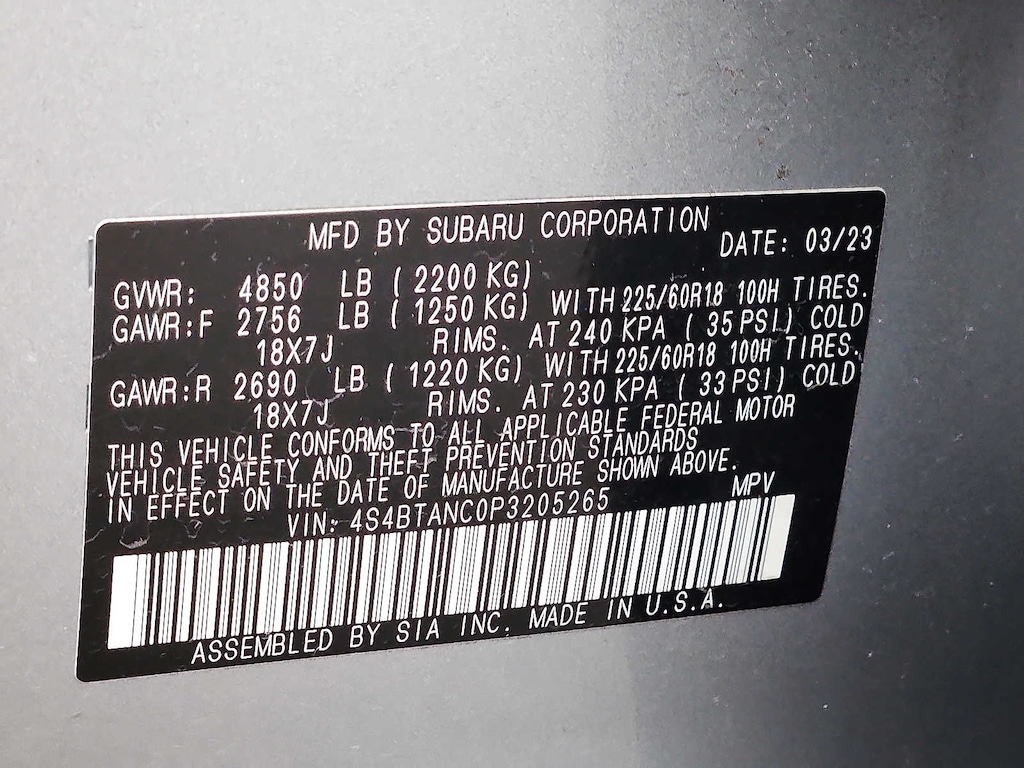 MFD BY SUBARU CORPORATION DATE: 03/23
GVWR: 4850 LB ( 2200 KG)
GAWR:F 2756 LB ( 1250 KG) WITH 225/60R18 100H TIRES.
18X7J RIMS. AT 240 KPA ( 35 PSI) COLD
GAWR:R 2690 LB ( 1220 KG) WITH 225/60R18 100H TIRES.
18X7J RIMS. AT 230 KPA ( 33 PSI) COLD
THIS VEHICLE CONFORMS TO ALL APPLICABLE FEDERAL MOTOR
VEHICLE SAFETY AND THEFT PREVENTION STANDARDS
IN EFFECT ON THE DATE OF MANUFACTURE SHOWN ABOVE.
VIN: 4S4BTANC0P3205265 MPV
ASSEMBLED BY SIA INC. MADE IN U.S.A.